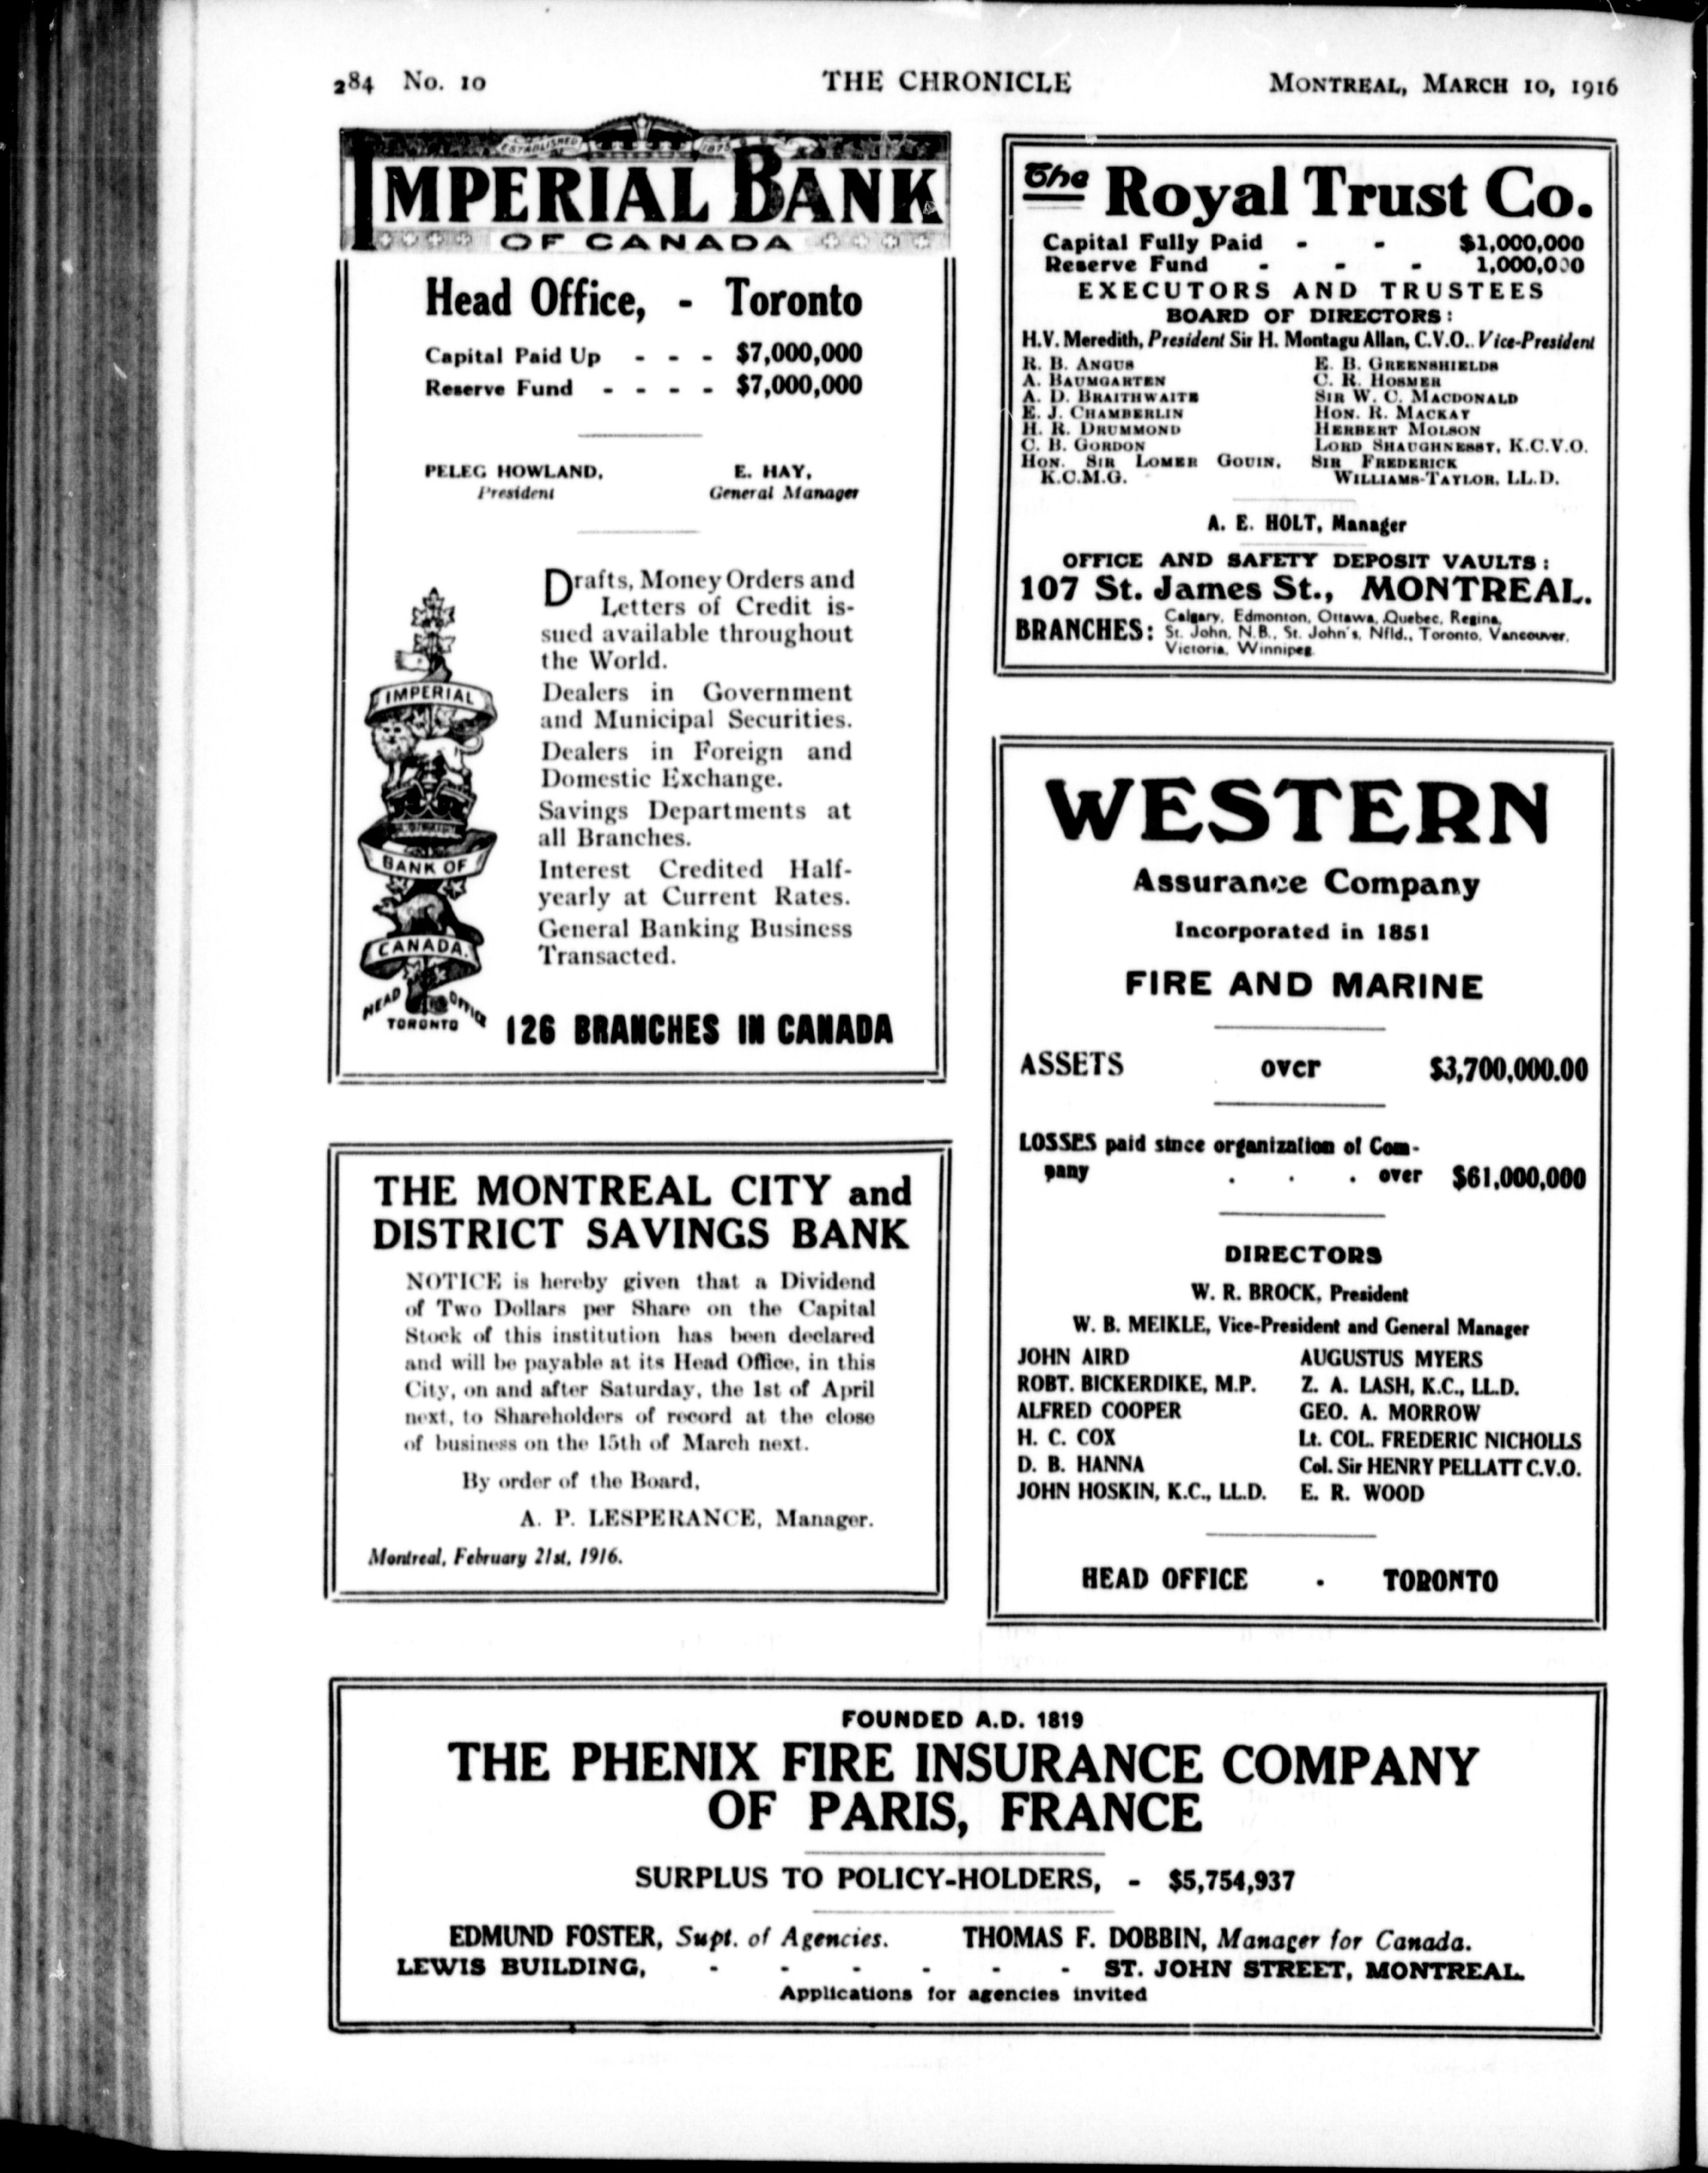 284 No. 10
THE CHRONICLE
MONTREAL, MARCH 10, 1916
ESTABLISHED 1875
IMPERIAL BANK
OF CANADA
Head Office, - Toronto
Capital Paid Up - - - $7,000,000
Reserve Fund - - - - $7,000,000
PELEG HOWLAND,
President
E. HAY,
General Manager
Drafts, Money Orders and
Letters of Credit is-
sued available throughout
the World.
Dealers in Government
and Municipal Securities.
Dealers in Foreign and
Domestic Exchange.
Savings Departments at
all Branches.
Interest Credited Half-
yearly at Current Rates.
General Banking Business
Transacted.
IMPERIAL
BANK OF
CANADA.
HEAD OFFICE
TORONTO
126 BRANCHES IN CANADA
THE MONTREAL CITY and
DISTRICT SAVINGS BANK
NOTICE is hereby given that a Dividend
of Two Dollars per Share on the Capital
Stock of this institution has been declared
and will be payable at its Head Office, in this
City, on and after Saturday, the 1st of April
next, to Shareholders of record at the close
of business on the 15th of March next.
By order of the Board,
A. P. LESPERANCE, Manager.
Montreal, February 21st, 1916.
The Royal Trust Co.
Capital Fully Paid - - $1,000,000
Reserve Fund - - - 1,000,000
EXECUTORS AND TRUSTEES
BOARD OF DIRECTORS:
H.V. Meredith, President Sir H. Montagu Allan, C.V.O.. Vice-President
R. B. ANGUS
A. BAUMGARTEN
A. D. BRAITHWAITE
E. J. CHAMBERLIN
H. R. DRUMMOND
C. B. GORDON
HON. SIR LOMER GOUIN,
K.C.M.G.
E. B. GREENSHIELDS
C. R. HOSMER
SIR W. C. MACDONALD
HON. R. MACKAY
HERBERT MOLSON
LORD SHAUGHNESSY, K.C.V.O.
SIR FREDERICK
WILLIAMS-TAYLOR, LL.D.
A. E. HOLT, Manager
OFFICE AND SAFETY DEPOSIT VAULTS:
107 St. James St., MONTREAL.
BRANCHES: Calgary, Edmonton, Ottawa, Quebec, Regina,
St. John, N.B., St. John's, Nfld., Toronto, Vancouver,
Victoria, Winnipeg
WESTERN
Assurance Company
Incorporated in 1851
FIRE AND MARINE
ASSETS over $3,700,000.00
LOSSES paid since organization of Com-
pany . . . over $61,000,000
DIRECTORS
W. R. BROCK, President
W. B. MEIKLE, Vice-President and General Manager
JOHN AIRD
ROBT. BICKERDIKE, M.P.
ALFRED COOPER
H. C. COX
D. B. HANNA
JOHN HOSKIN, K.C., LL.D.
AUGUSTUS MYERS
Z. A. LASH, K.C., LL.D.
GEO. A. MORROW
Lt. COL. FREDERIC NICHOLLS
Col. Sir HENRY PELLATT C.V.O.
E. R. WOOD
HEAD OFFICE . TORONTO
FOUNDED A.D. 1819
THE PHENIX FIRE INSURANCE COMPANY
OF PARIS, FRANCE
SURPLUS TO POLICY-HOLDERS, - $5,754,937
EDMUND FOSTER, Supt. of Agencies. THOMAS F. DOBBIN, Manager for Canada.
LEWIS BUILDING, - - - - - - ST. JOHN STREET, MONTREAL.
Applications for agencies invited